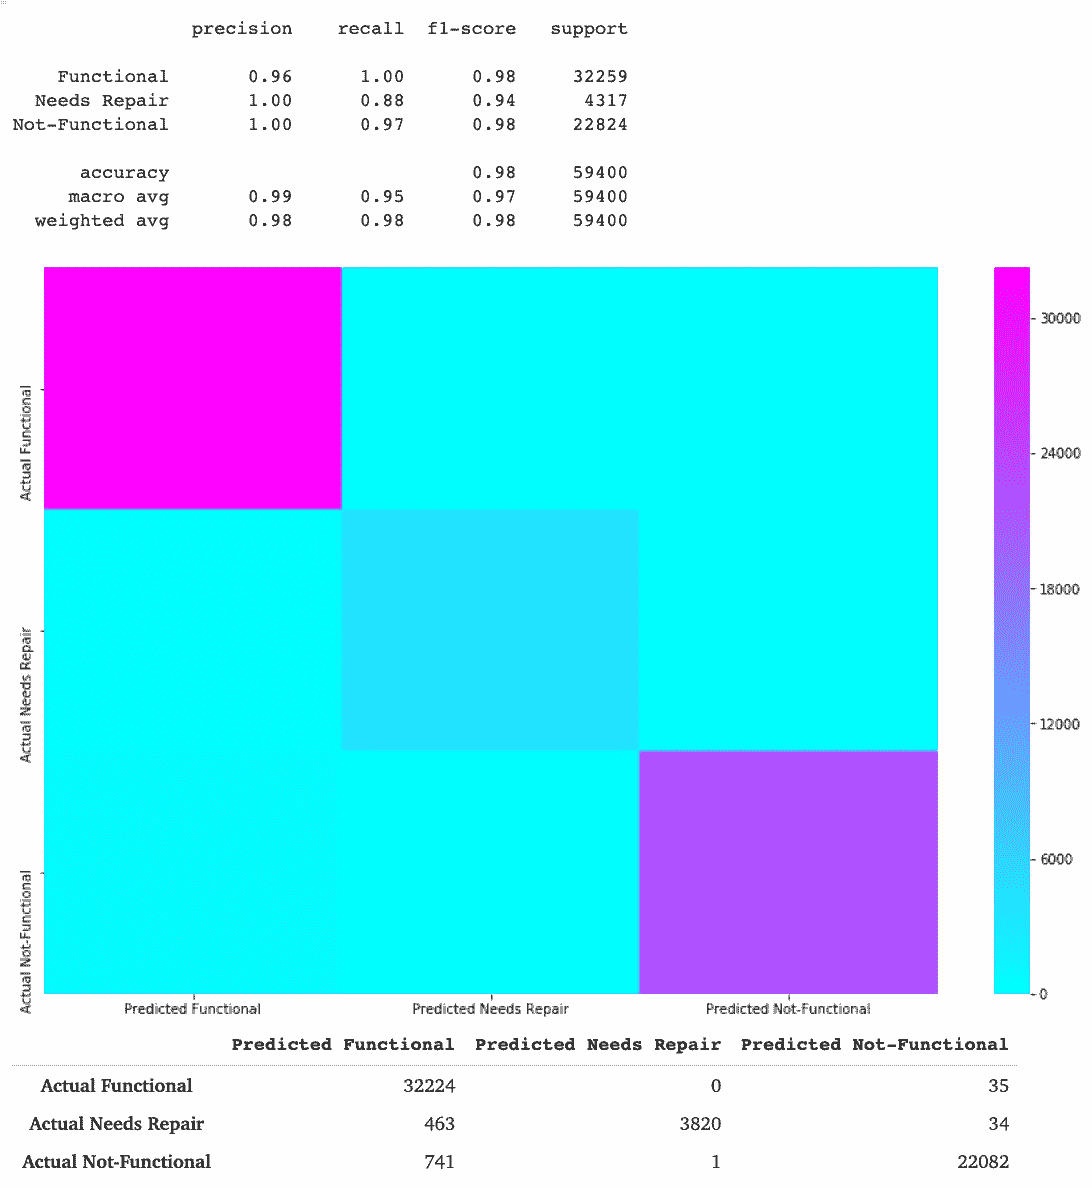 precision recall f1-score support
Functional 0.96 1.00 0.98 32259
Needs Repair 1.00 0.88 0.94 4317
Not-Functional 1.00 0.97 0.98 22824
accuracy 0.98 59400
macro avg 0.99 0.95 0.97 59400
weighted avg 0.98 0.98 0.98 59400
Actual Functional
Actual Needs Repair
Actual Not-Functional
Predicted Functional Predicted Needs Repair Predicted Not-Functional
30000
24000
18000
12000
6000
0
Predicted Functional Predicted Needs Repair Predicted Not-Functional
Actual Functional 32224 0 35
Actual Needs Repair 463 3820 34
Actual Not-Functional 741 1 22082